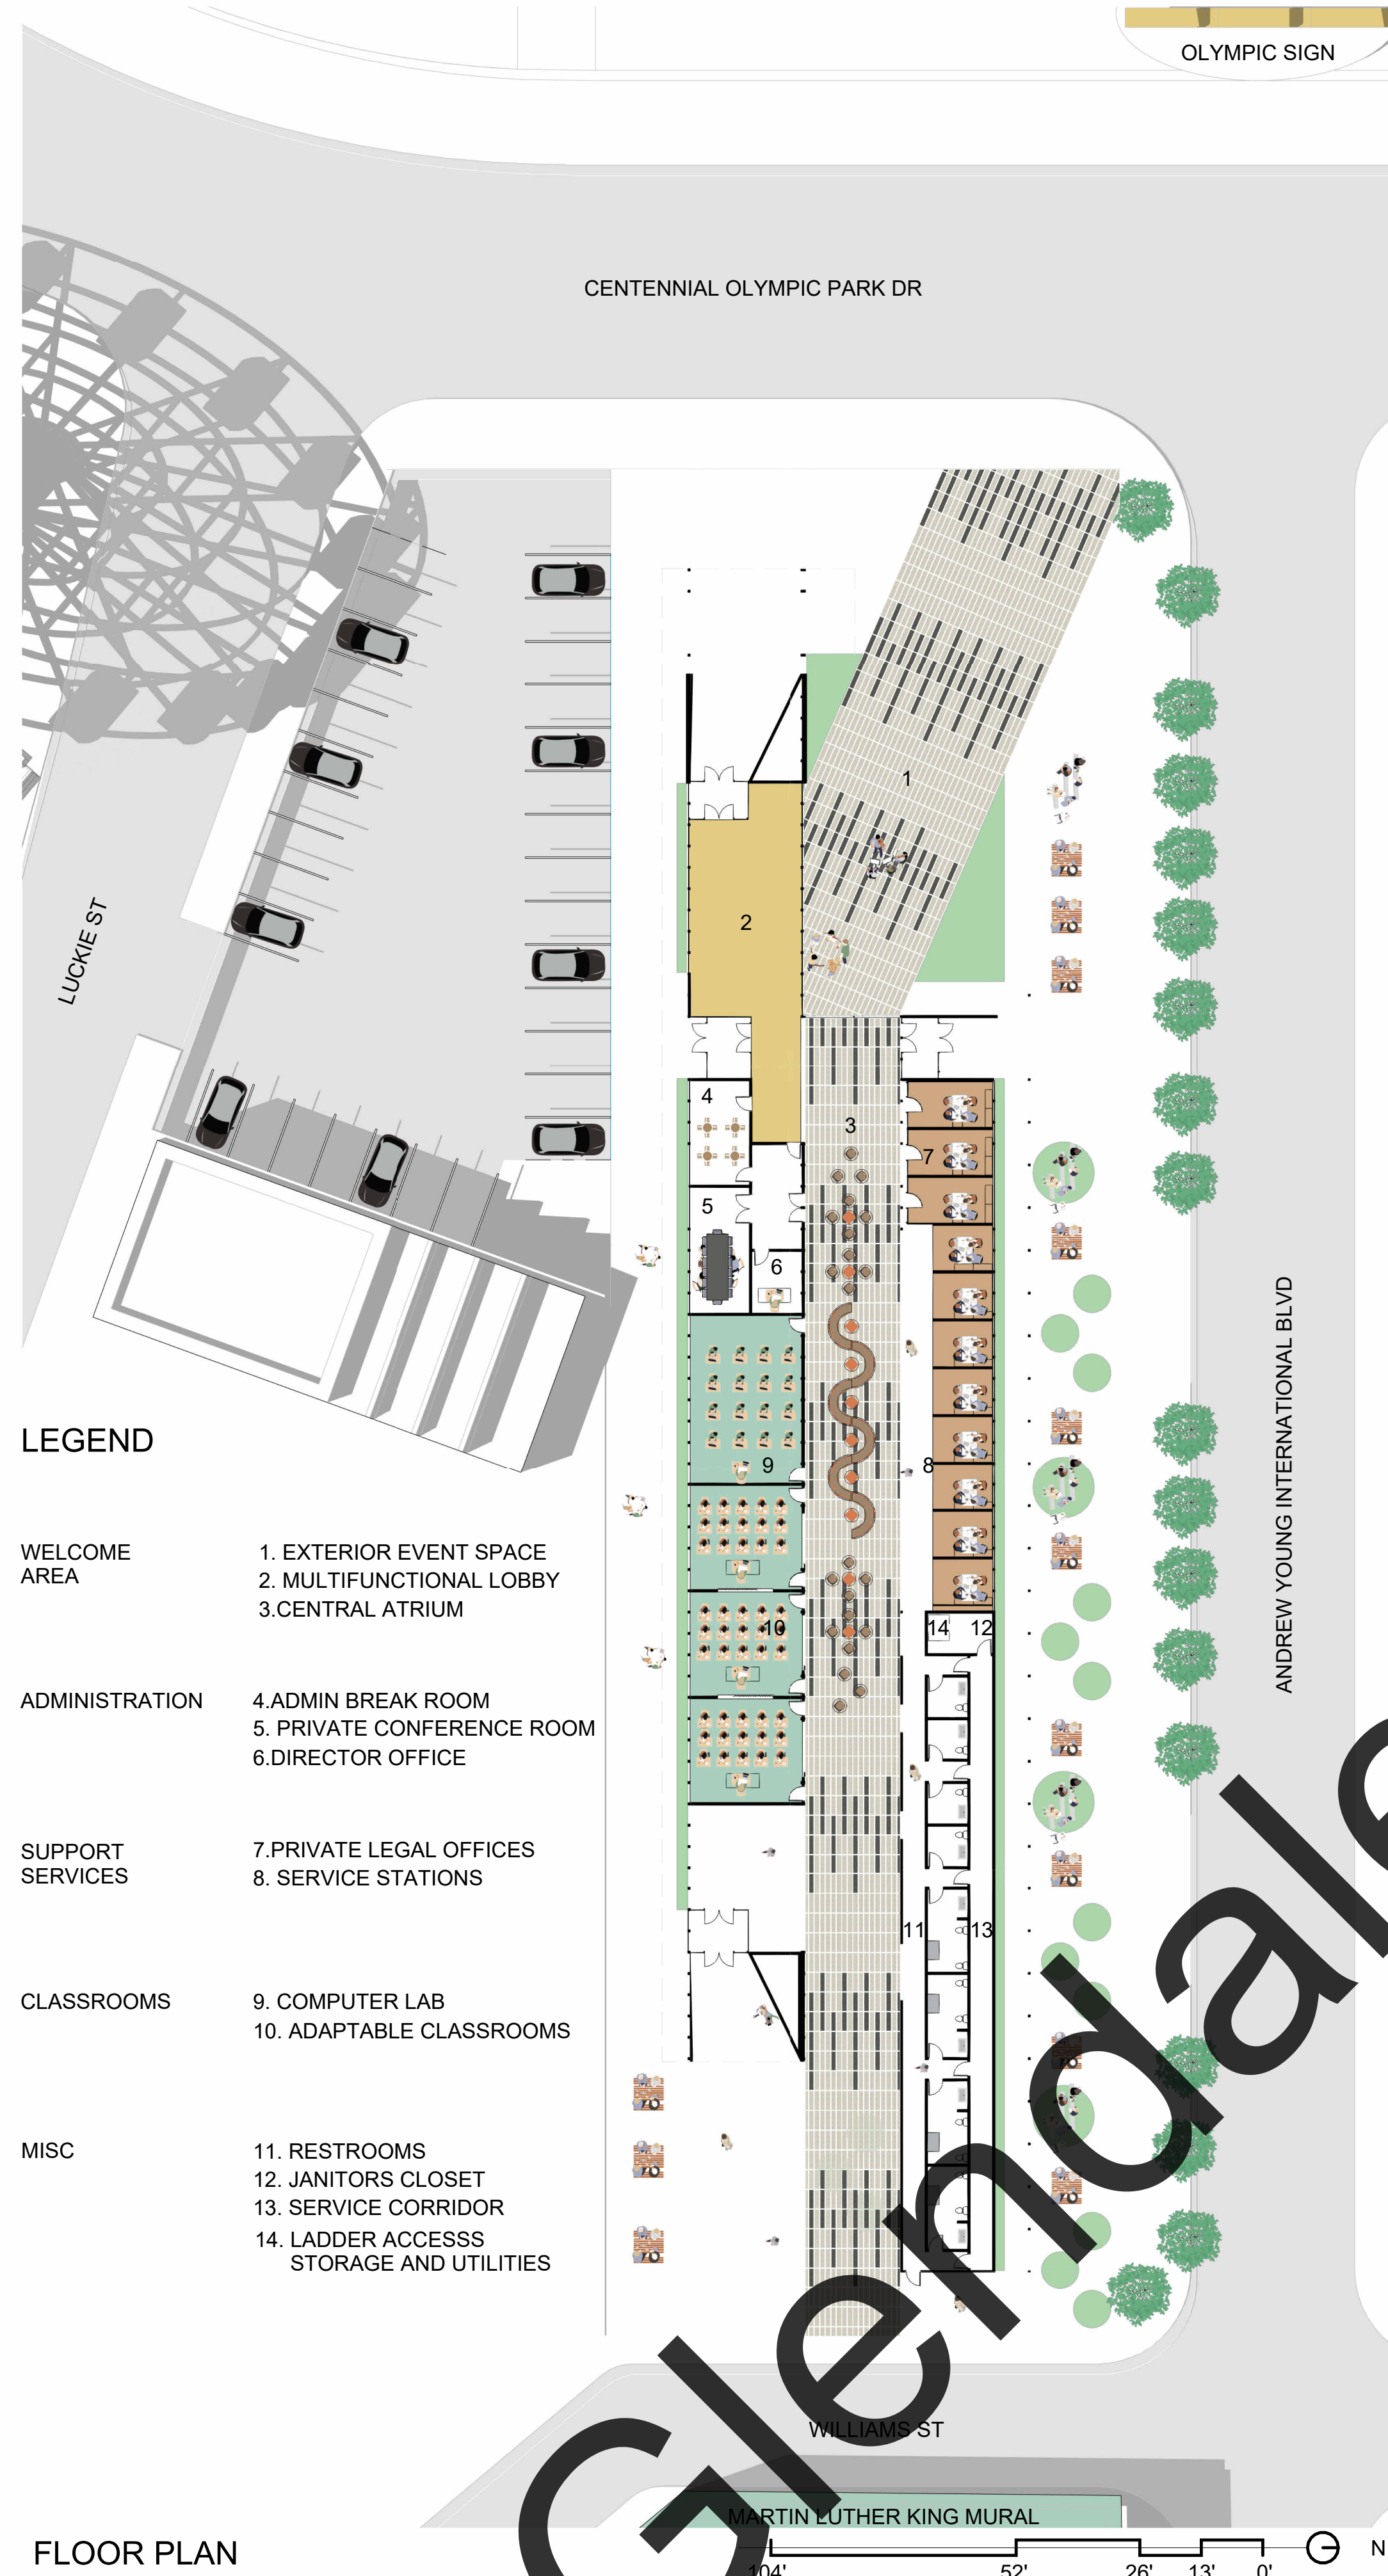 OLYMPIC SIGN
CENTENNIAL OLYMPIC PARK DR
1
2
LUCKIE ST
4
3
7
5
6
ANDREW YOUNG INTERNATIONAL BLVD
LEGEND
9
8
WELCOME
AREA
1. EXTERIOR EVENT SPACE
2. MULTIFUNCTIONAL LOBBY
3.CENTRAL ATRIUM
10
14
12
ADMINISTRATION
4.ADMIN BREAK ROOM
5. PRIVATE CONFERENCE ROOM
6.DIRECTOR OFFICE
SUPPORT
SERVICES
7.PRIVATE LEGAL OFFICES
8. SERVICE STATIONS
11
13
CLASSROOMS
9. COMPUTER LAB
10. ADAPTABLE CLASSROOMS
MISC
11. RESTROOMS
12. JANITORS CLOSET
13. SERVICE CORRIDOR
14. LADDER ACCESSS
STORAGE AND UTILITIES
Glendale
WILLIAMS ST
MARTIN LUTHER KING MURAL
FLOOR PLAN
104'
52'
26'
13'
0'
N